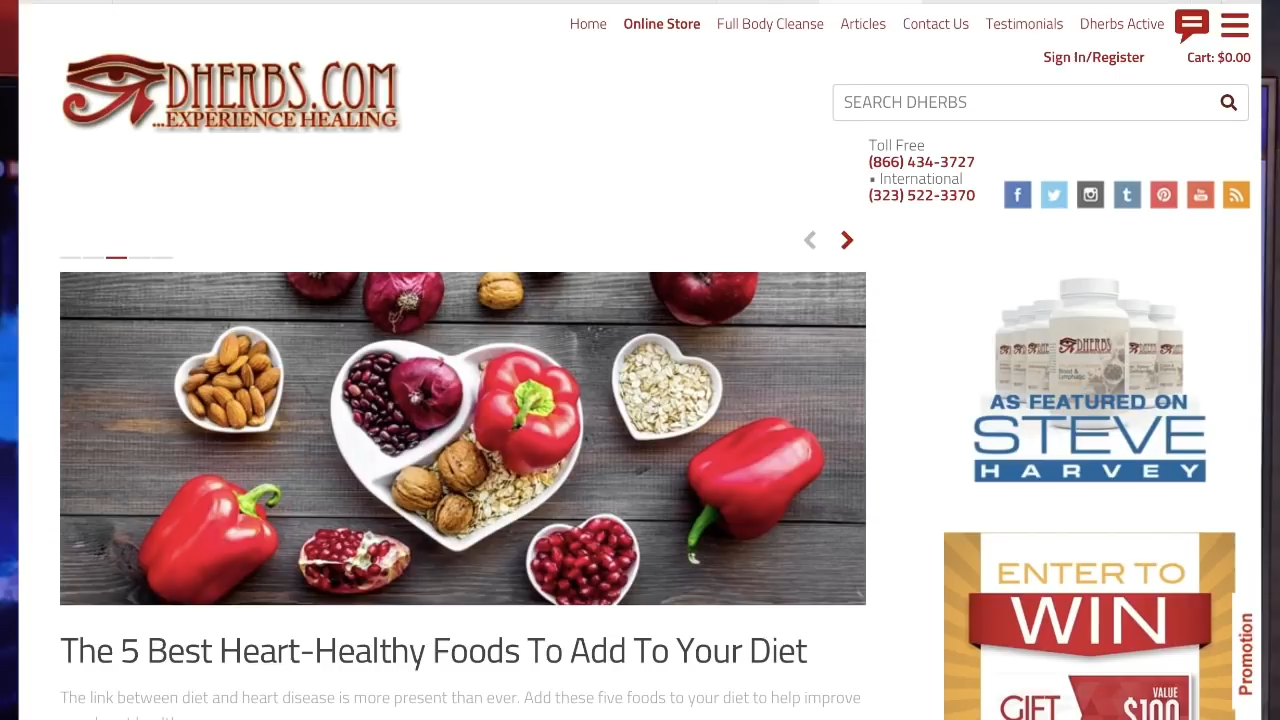 Home Online Store Full Body Cleanse Articles Contact Us Testimonials Dherbs Active
Sign In/Register Cart: $0.00
DHERBS.COM
...EXPERIENCE HEALING
SEARCH DHERBS
Toll Free
(866) 434-3727
▪ International
(323) 522-3370
DHERBS
Blood & Lymphatic
AS FEATURED ON
STEVE
HARVEY
ENTER TO
WIN
GIFT
VALUE
$100
Promotion
The 5 Best Heart-Healthy Foods To Add To Your Diet
The link between diet and heart disease is more present than ever. Add these five foods to your diet to help improve